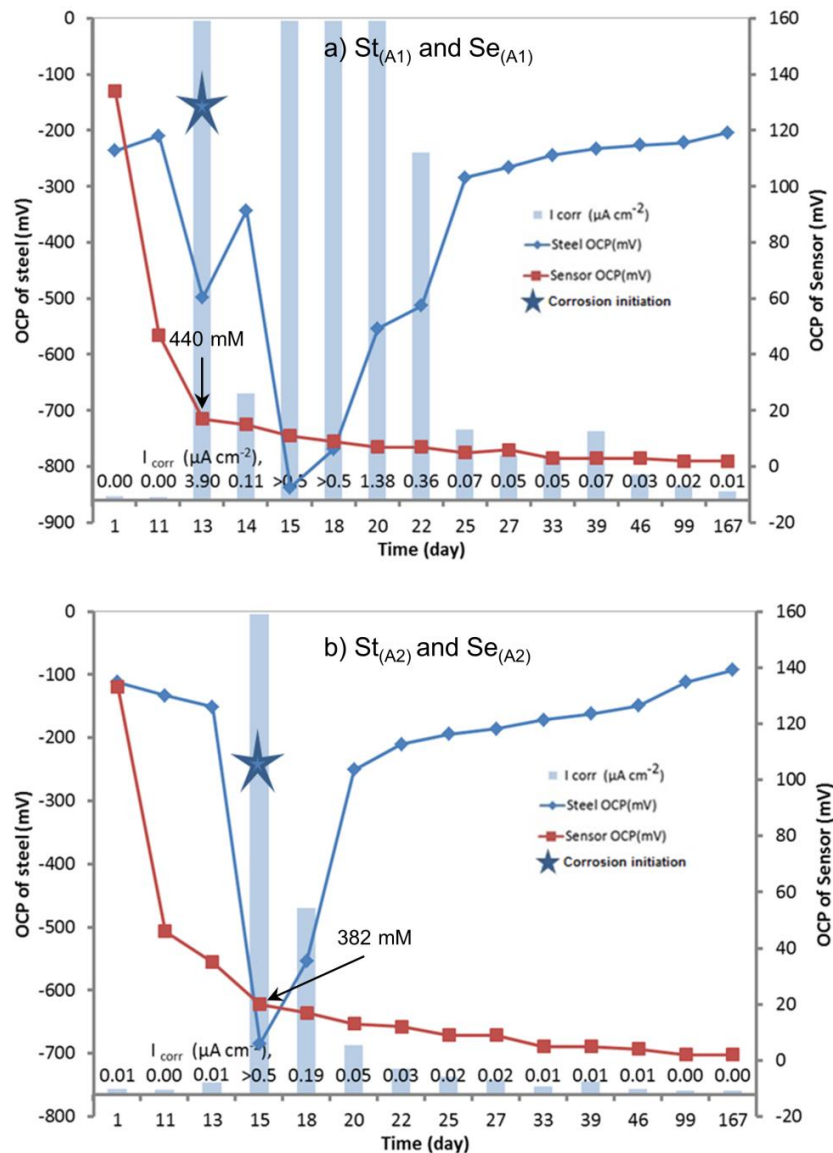 a) St(A1) and Se(A1)
OCP of steel (mV)
0
-100
-200
-300
-400
-500
-600
-700
-800
-900
OCP of Sensor (mV)
160
140
120
100
80
60
40
20
0
-20
I corr (µA cm-2)
Steel OCP(mV)
Sensor OCP(mV)
Corrosion initiation
440 mM
I corr (µA cm-2),
0.00 0.00 3.90 0.11 >0.5 >0.5 1.38 0.36 0.07 0.05 0.05 0.07 0.03 0.02 0.01
1 11 13 14 15 18 20 22 25 27 33 39 46 99 167
Time (day)
b) St(A2) and Se(A2)
OCP of steel (mV)
0
-100
-200
-300
-400
-500
-600
-700
-800
OCP of Sensor (mV)
160
140
120
100
80
60
40
20
0
-20
I corr (µA cm-2)
Steel OCP(mV)
Sensor OCP(mV)
Corrosion initiation
382 mM
I corr (µA cm-2),
0.01 0.00 0.01 >0.5 0.19 0.05 0.03 0.02 0.02 0.01 0.01 0.01 0.00 0.00
1 11 13 15 18 20 22 25 27 33 39 46 99 167
Time (day)